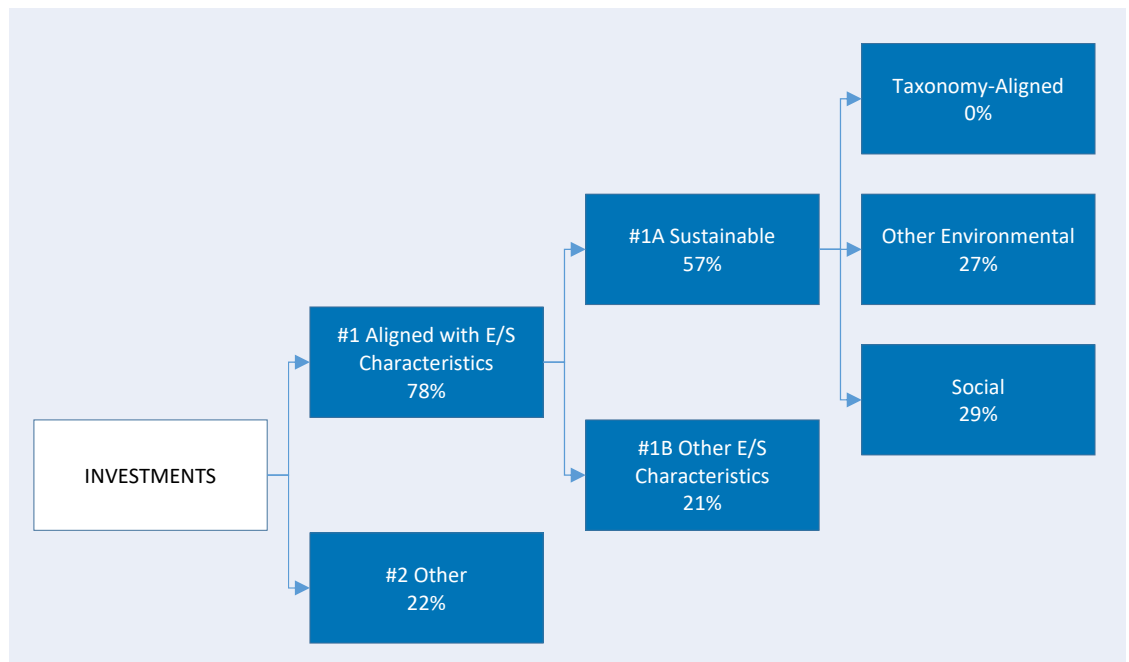 INVESTMENTS
#1 Aligned with E/S
Characteristics
78%
#2 Other
22%
#1A Sustainable
57%
#1B Other E/S
Characteristics
21%
Taxonomy-Aligned
0%
Other Environmental
27%
Social
29%